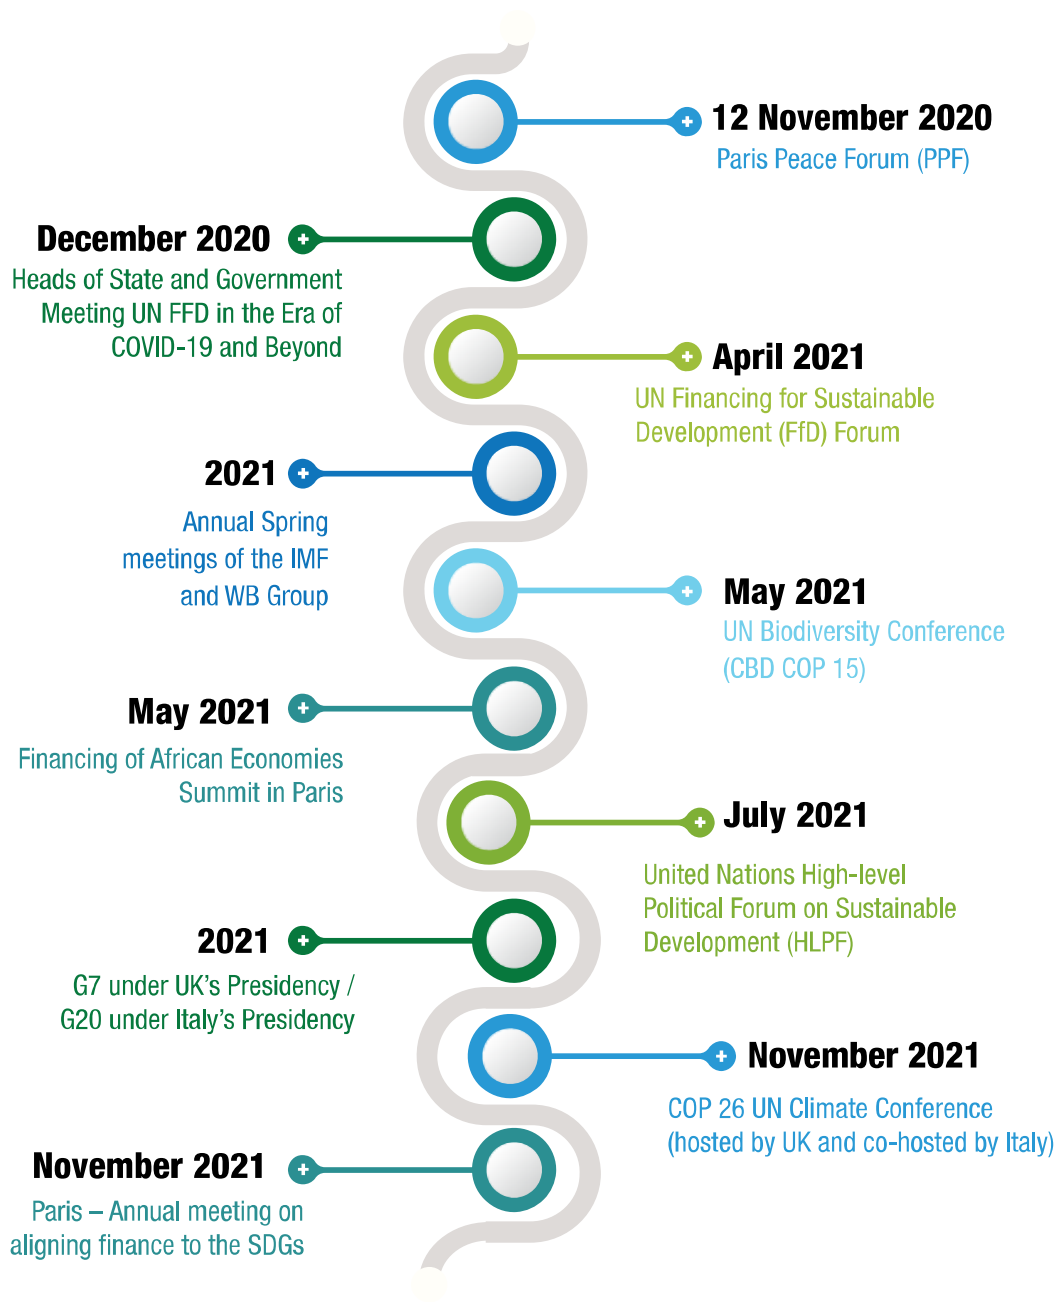 12 November 2020
Paris Peace Forum (PPF)
December 2020
Heads of State and Government
Meeting UN FFD in the Era of
COVID-19 and Beyond
April 2021
UN Financing for Sustainable
Development (FfD) Forum
2021
Annual Spring
meetings of the IMF
and WB Group
May 2021
UN Biodiversity Conference
(CBD COP 15)
May 2021
Financing of African Economies
Summit in Paris
July 2021
United Nations High-level
Political Forum on Sustainable
Development (HLPF)
2021
G7 under UK’s Presidency /
G20 under Italy’s Presidency
November 2021
COP 26 UN Climate Conference
(hosted by UK and co-hosted by Italy)
November 2021
Paris – Annual meeting on
aligning finance to the SDGs